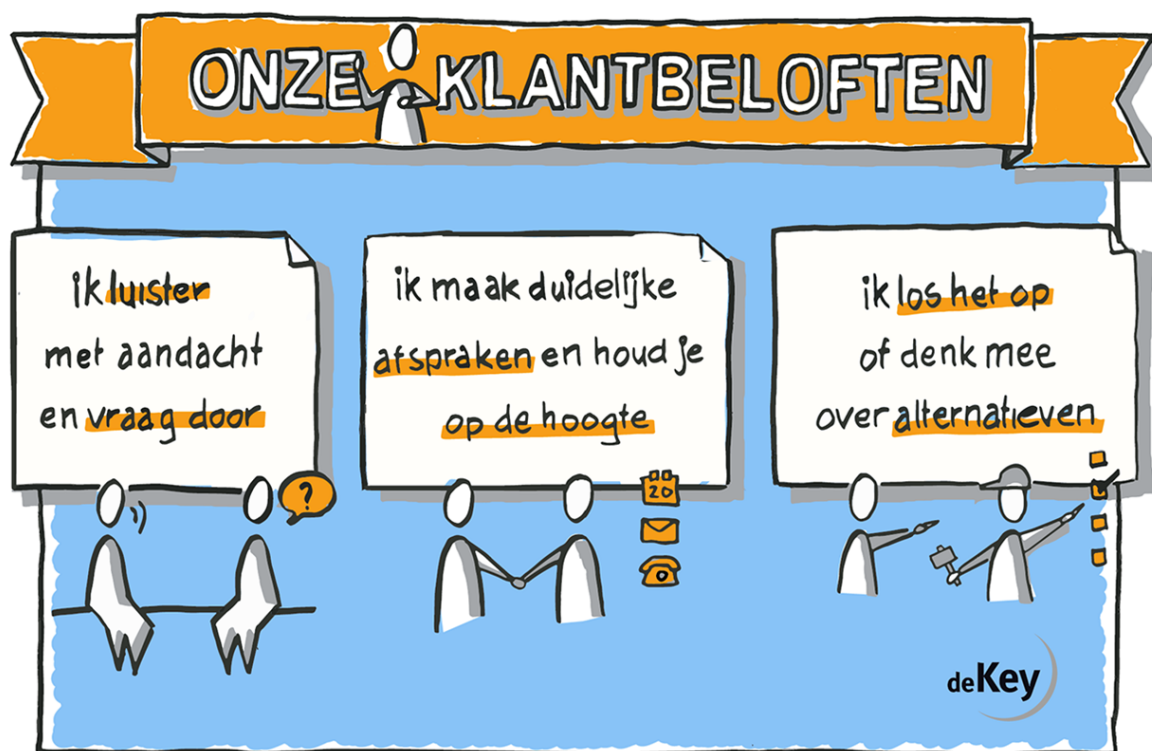 ONZE KLANTBELOFTEN
ik luister
met aandacht
en vraag door
ik maak duidelijke
afspraken en houd je
op de hoogte
ik los het op
of denk mee
over alternatieven
?
20
deKey